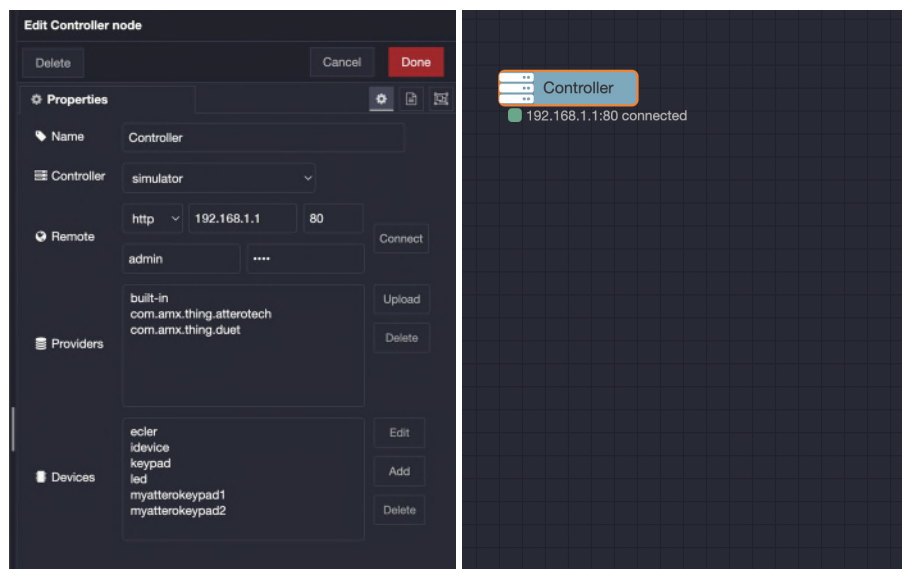 Edit Controller node
Delete
Cancel
Done
Properties
Name
Controller
Controller
simulator
Remote
http
192.168.1.1
80
Connect
admin
••••
Providers
built-in
com.amx.thing.atterotech
com.amx.thing.duet
Upload
Delete
Devices
ecler
idevice
keypad
led
myatterokeypad1
myatterokeypad2
Edit
Add
Delete
Controller
192.168.1.1:80 connected